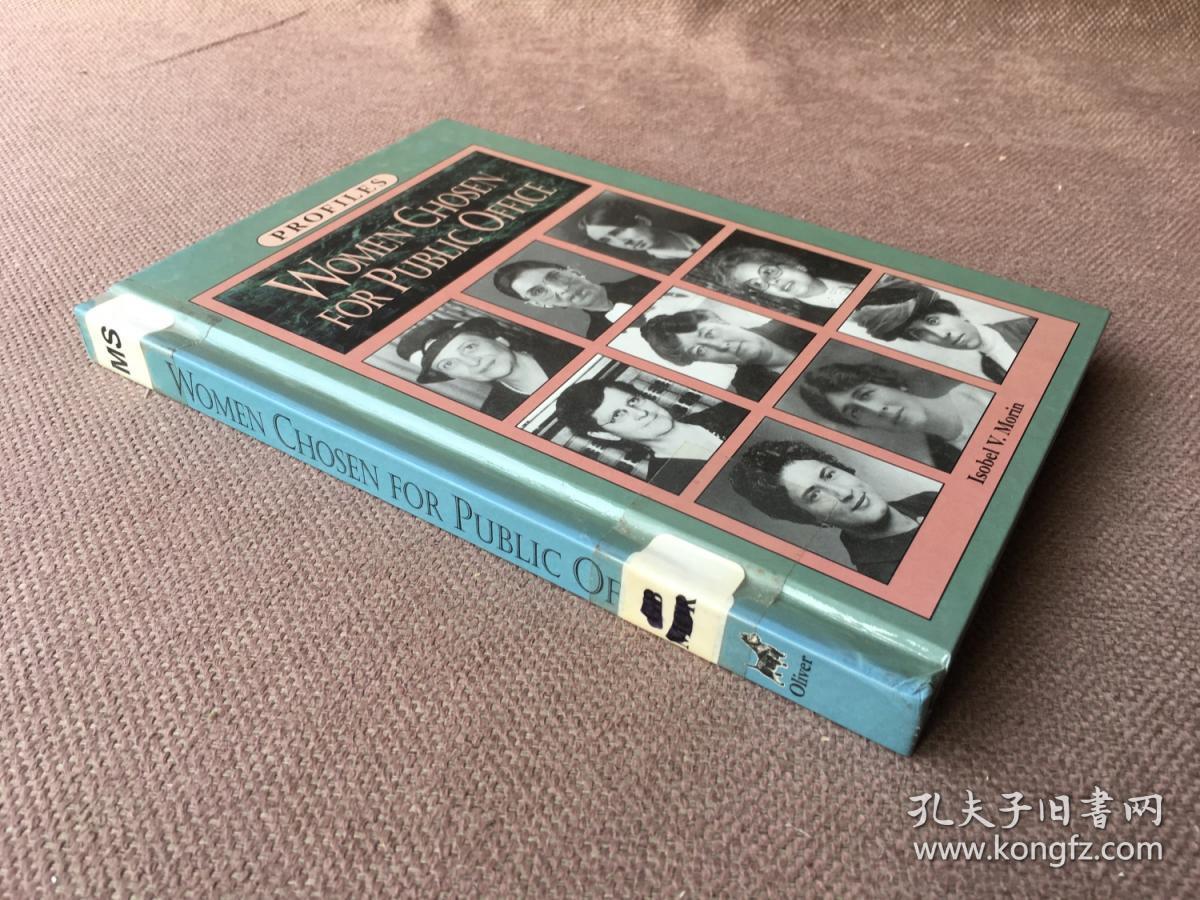 PROFILES
WOMEN CHOSEN
FOR PUBLIC OFFICE
Isobel V. Morin
MS
WOMEN CHOSEN FOR PUBLIC OF
Oliver
孔夫子旧书网
www.kongfz.com